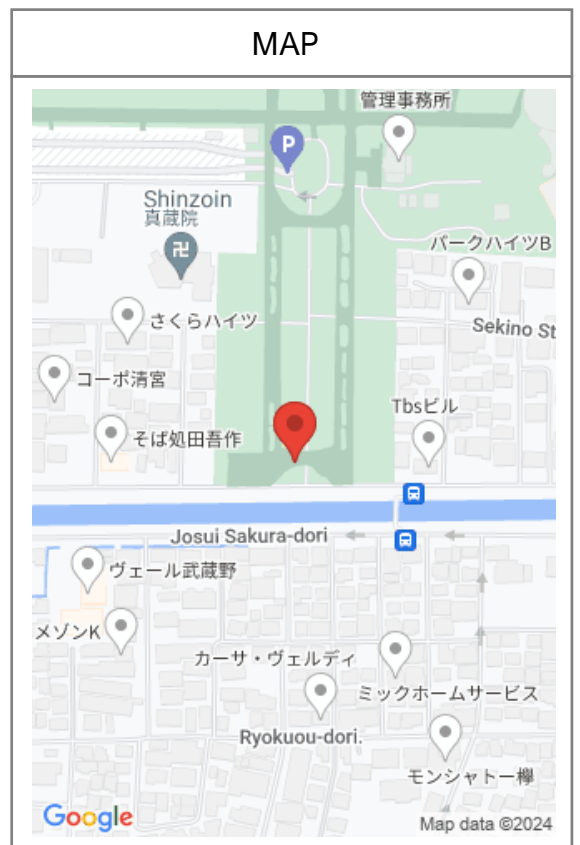 MAP
管理事務所
P
Shinzoin
真蔵院
パークハイツB
さくらハイツ
Sekino St
コーポ清宮
Tbsビル
そば処田吾作
Josui Sakura-dori
ヴェール武蔵野
メゾンK
カーサ・ヴェルディ
ミックホームサービス
Ryokuou-dori.
モンシャトー欅
Google
Map data ©2024